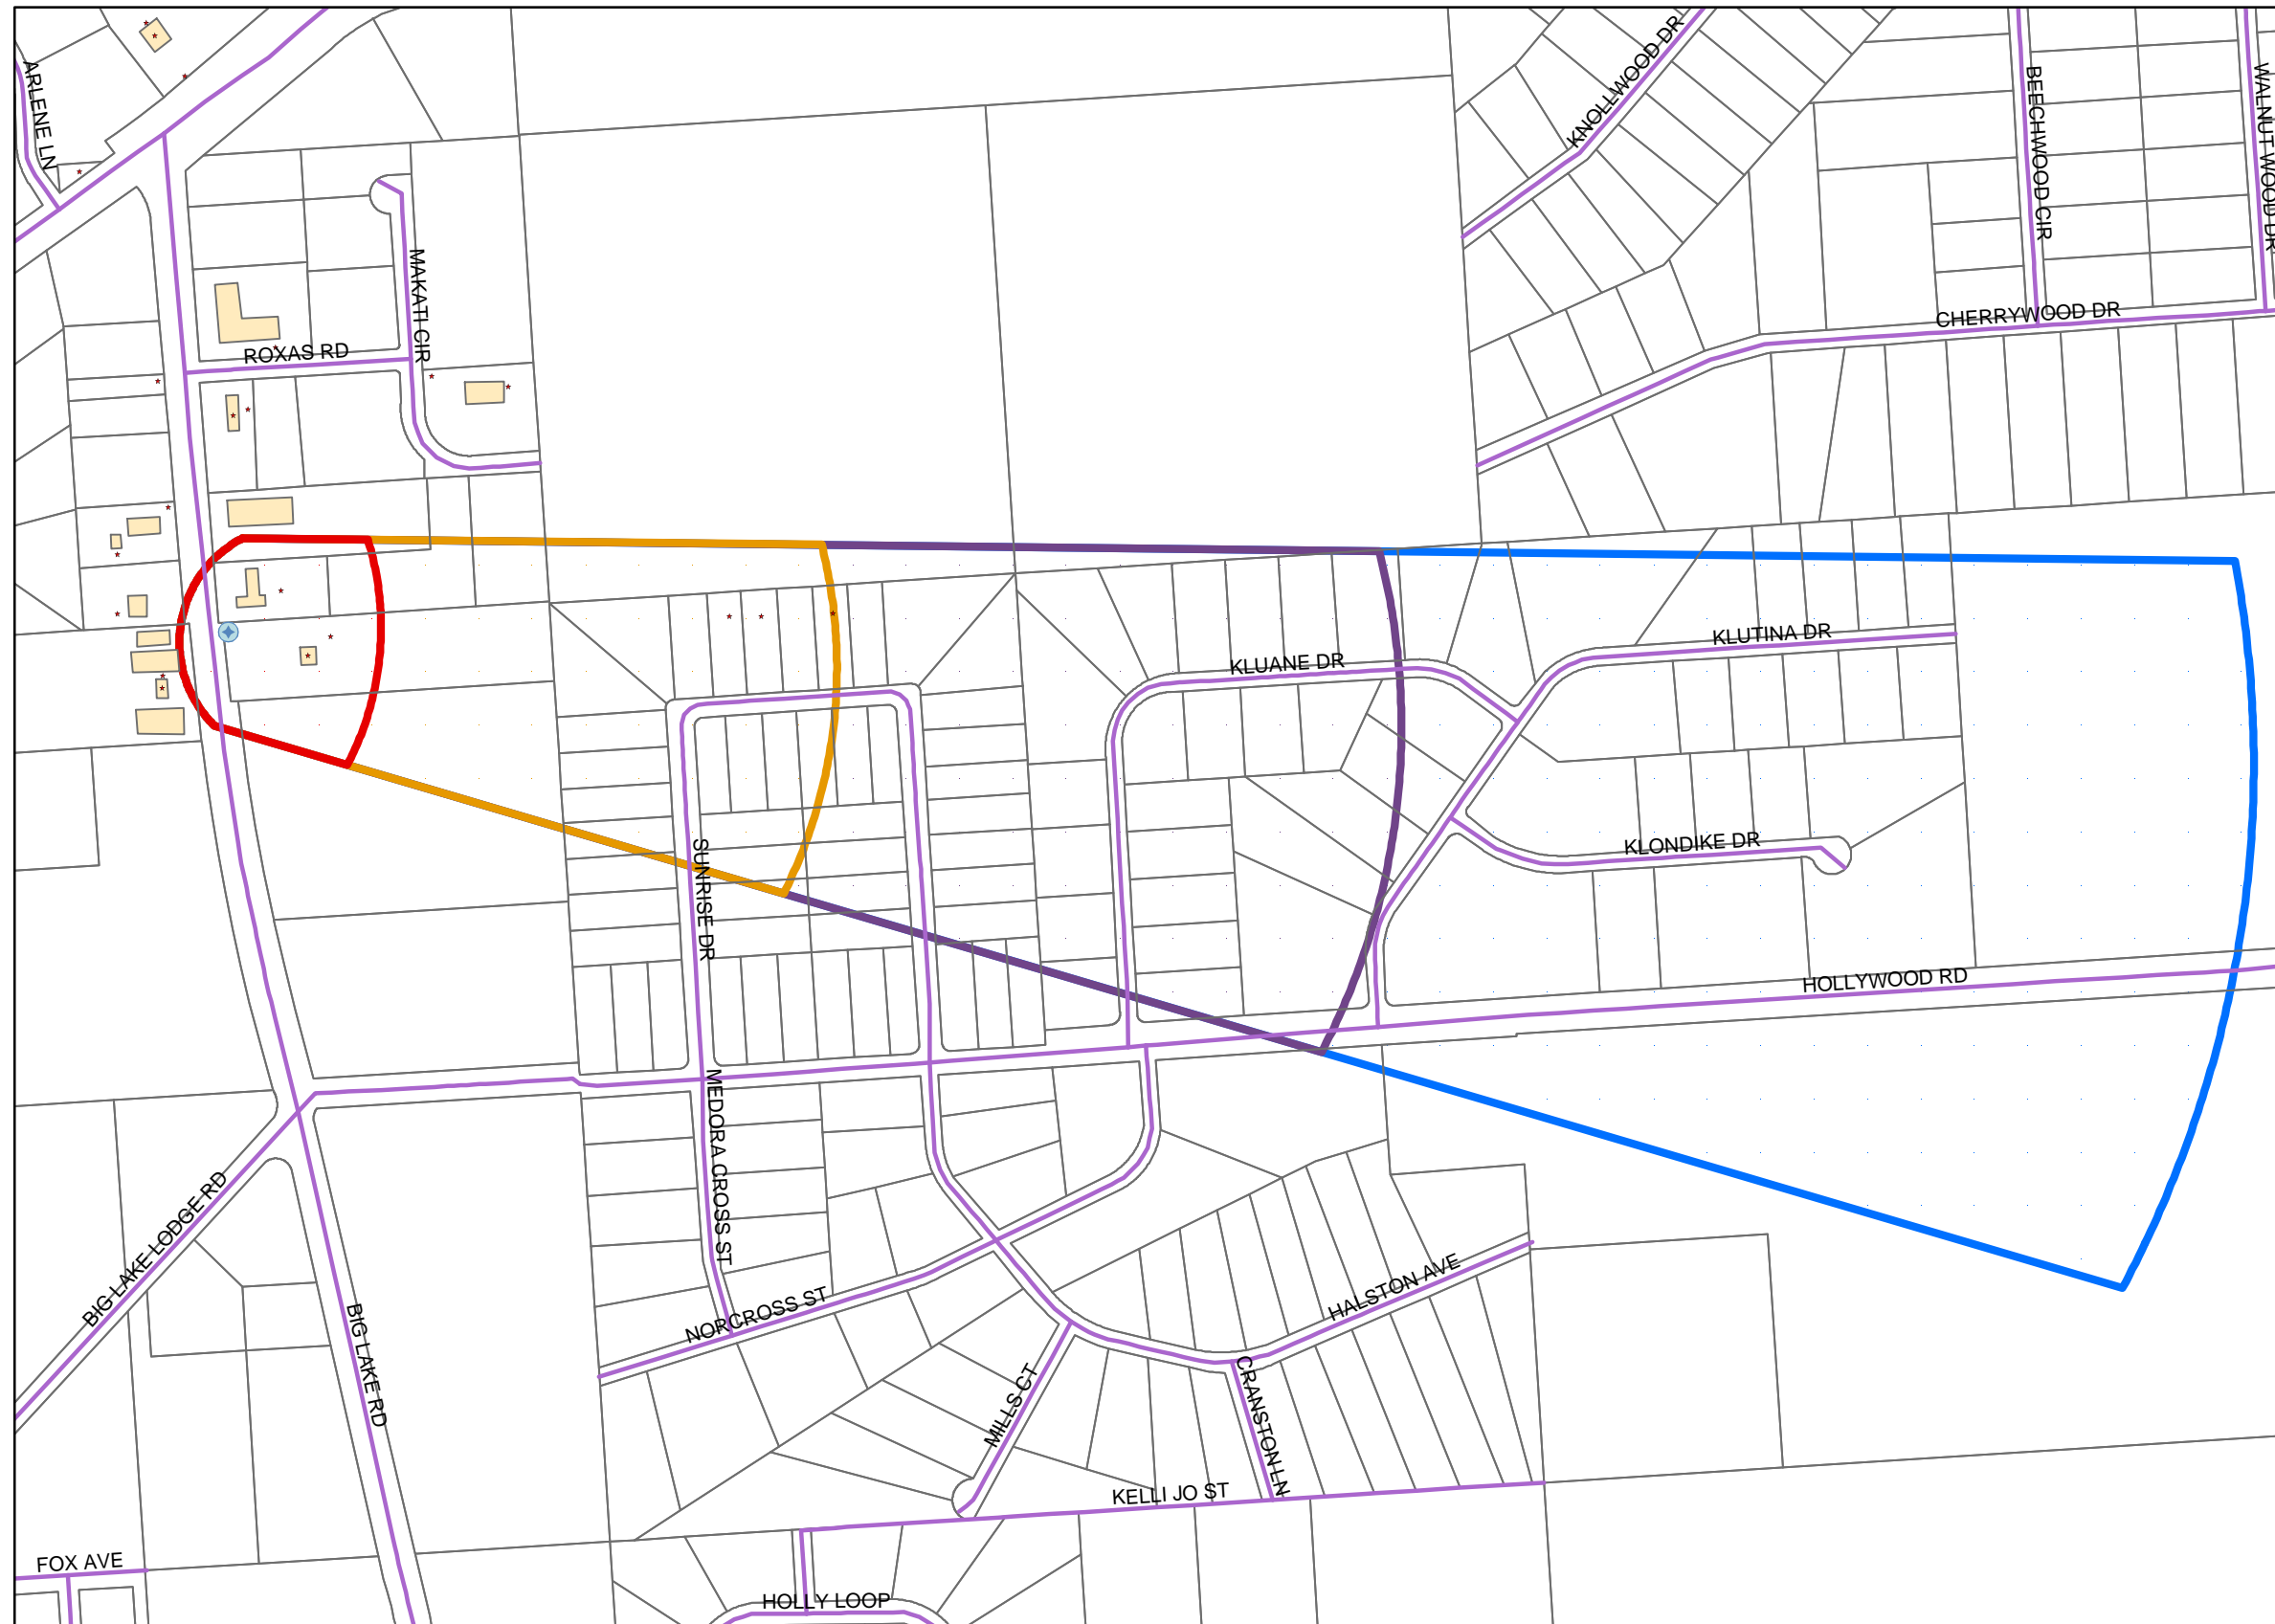 KNOLLWOOD DR
ARLENE LN
BEECHWOOD CIR
WALNUT WOOD DR
MAKATI CIR
CHERRYWOOD DR
ROXAS RD
KLUTINA DR
KLUANE DR
SUNRISE DR
KLONDIKE DR
HOLLYWOOD RD
MEDORA CROSS ST
BIG LAKE LODGE RD
HALSTON AVE
NORCROSS ST
BIG LAKE RD
MILLS CT
CRANSTON LN
KELLI JO ST
FOX AVE
HOLLY LOOP